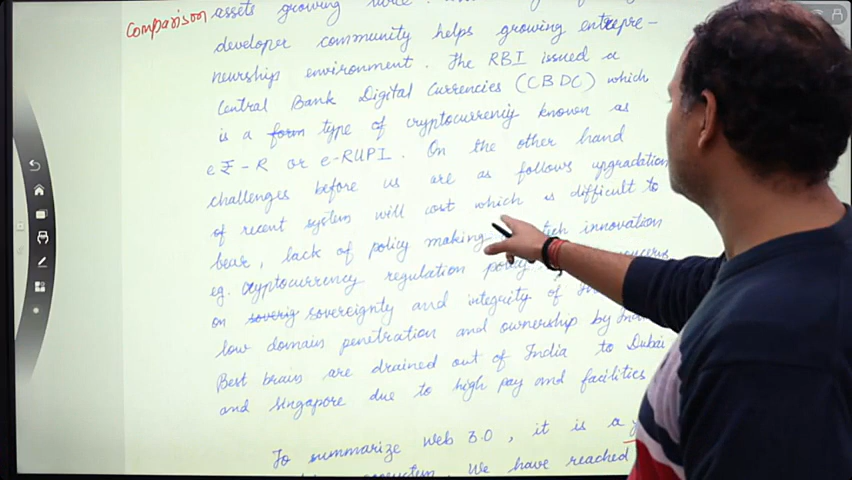 Comparison
assets growing
developer community helps growing entrepre-
neurship environment. The RBI issued a
Central Bank Digital Currencies (CBDC) which
is a form type of cryptocurrency known as
e₹-R or e-RUPI. On the other hand
challenges before us are as follows upgradation
of recent system will cost which is difficult to
bear, lack of policy making tech innovation
eg. cryptocurrency regulation policy.
on soverig sovereignty and integrity of
low domain penetration and ownership by
Best brain are drained out of India to Dubai
and Singapore due to high pay and facilities
To summarize Web 3.0, it is a
ecosystem. We have reached